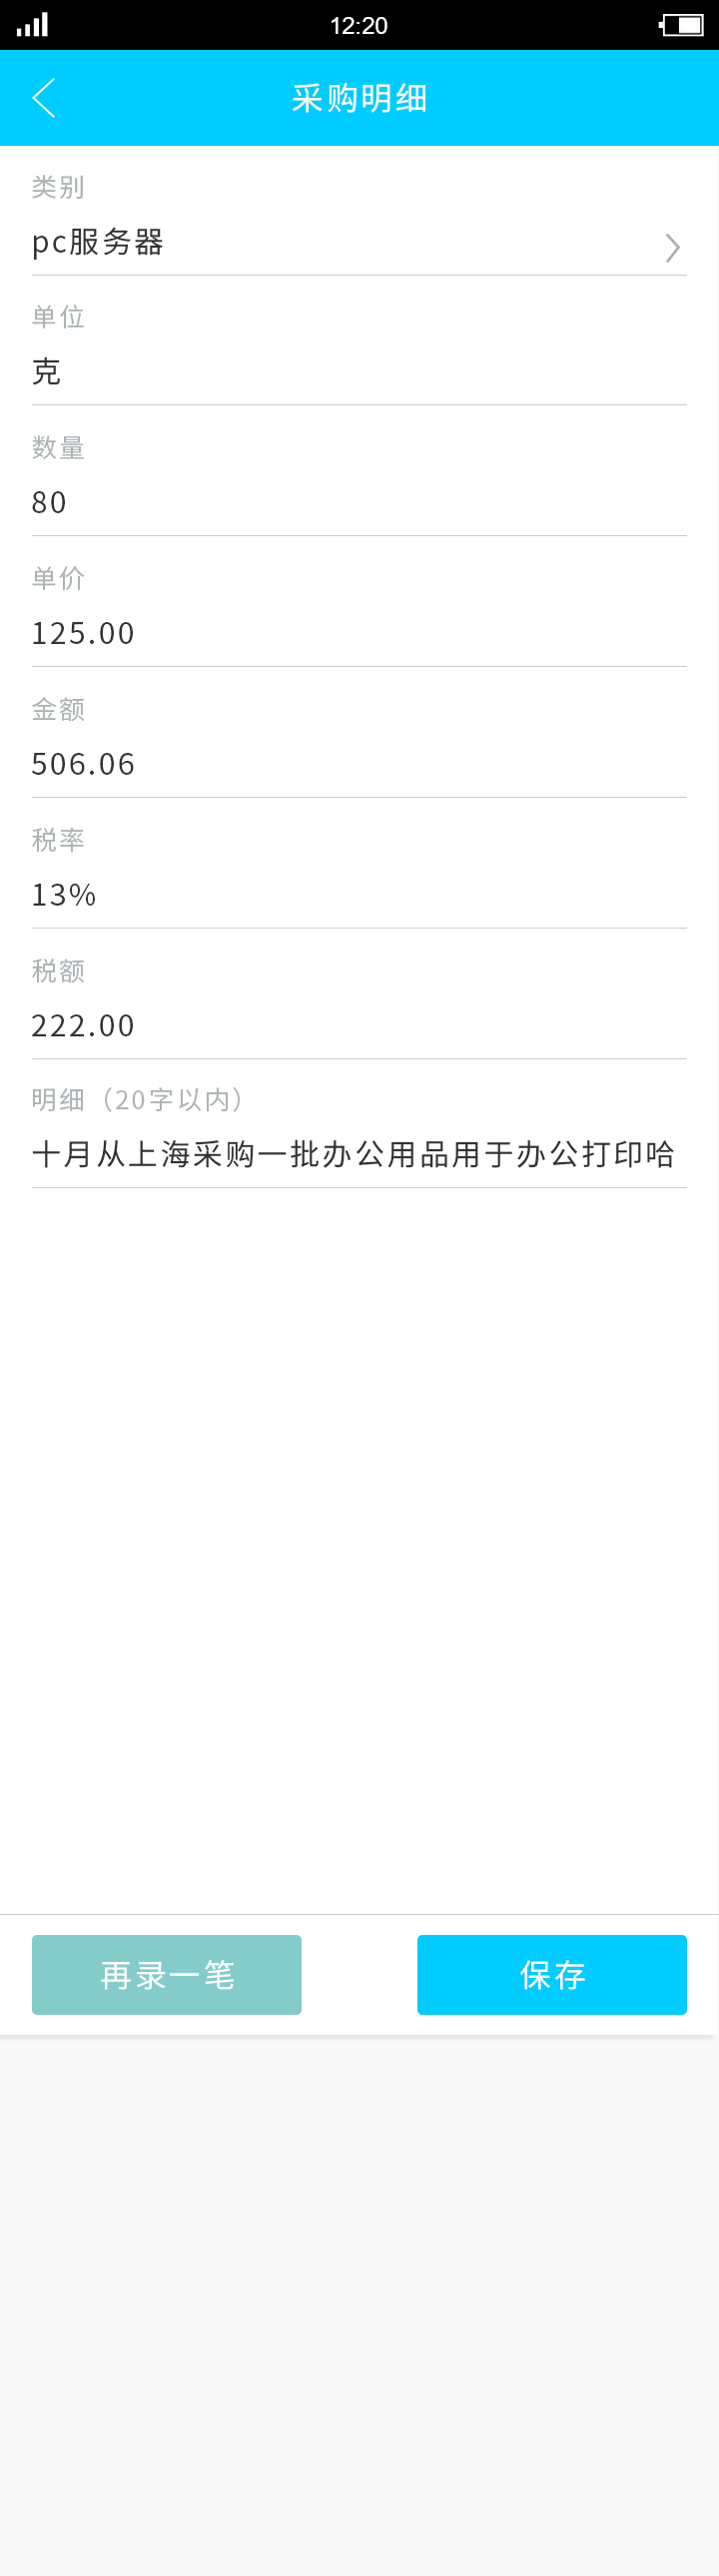 12:20
采购明细
类别
pc服务器
单位
克
数量
80
单价
125.00
金额
506.06
税率
13%
税额
222.00
明细（20字以内）
十月从上海采购一批办公用品用于办公打印哈
再录一笔
保存